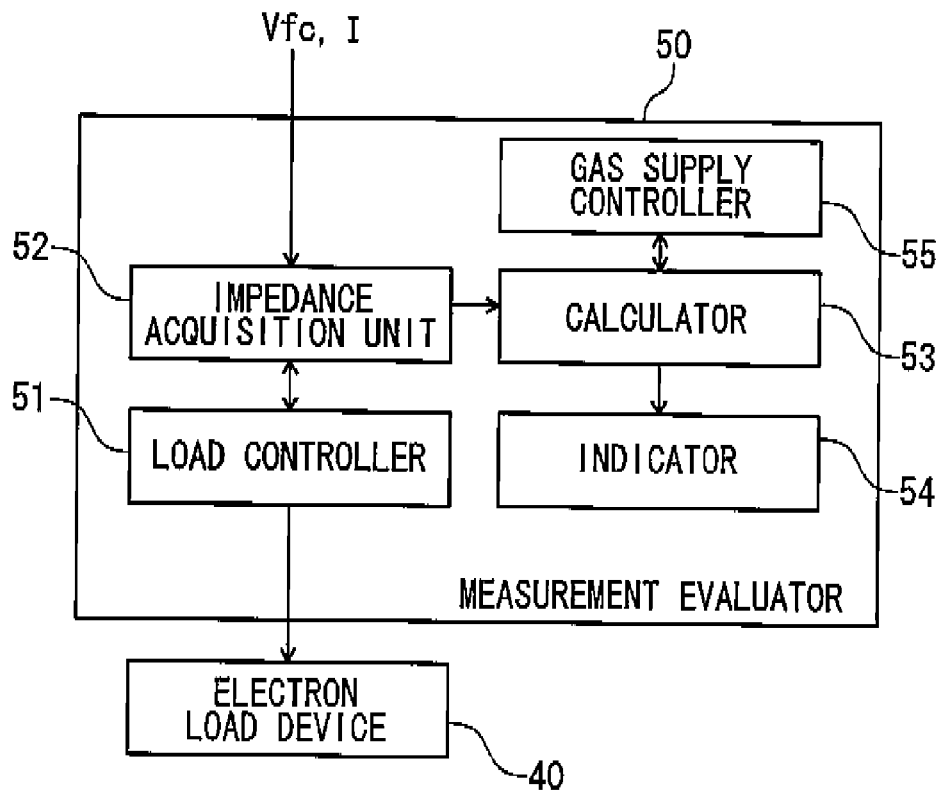 Vfc, I
50
GAS SUPPLY
CONTROLLER
55
52
IMPEDANCE
ACQUISITION UNIT
CALCULATOR
53
51
LOAD CONTROLLER
INDICATOR
54
MEASUREMENT EVALUATOR
ELECTRON
LOAD DEVICE
40